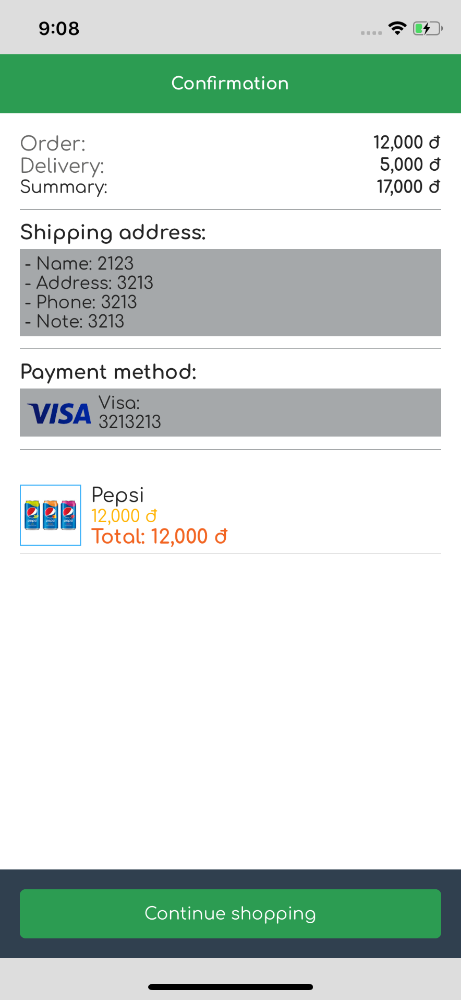 9:08
Confirmation
Order: 12,000 đ
Delivery: 5,000 đ
Summary: 17,000 đ
Shipping address:
- Name: 2123
- Address: 3213
- Phone: 3213
- Note: 3213
Payment method:
VISA
Visa:
3213213
pepsi pepsi pepsi
Pepsi
12,000 đ
Total: 12,000 đ
Continue shopping